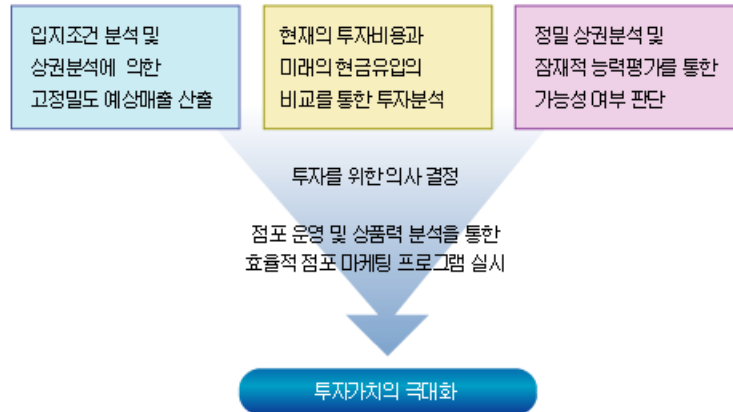 입지조건 분석 및
상권분석에 의한
고정밀도 예상매출 산출
현재의 투자비용과
미래의 현금유입의
비교를 통한 투자분석
정밀 상권분석 및
잠재적 능력평가를 통한
가능성 여부 판단
투자를 위한 의사 결정
점포 운영 및 상품력 분석을 통한
효율적 점포 마케팅 프로그램 실시
투자가치의 극대화